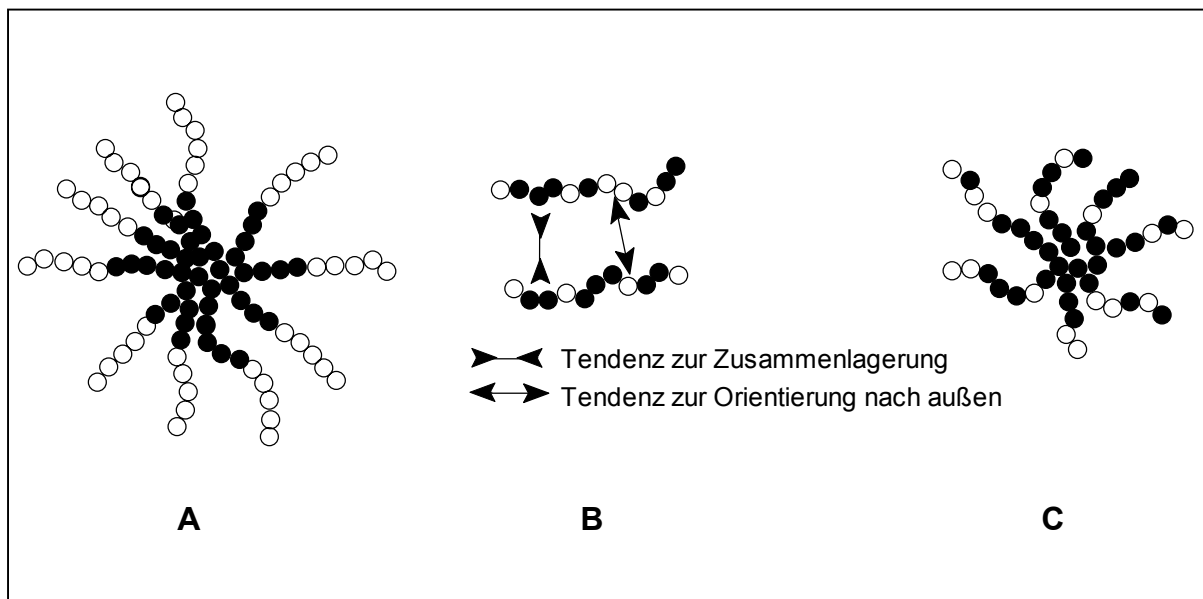 Tendenz zur Zusammenlagerung
Tendenz zur Orientierung nach außen
A
B
C